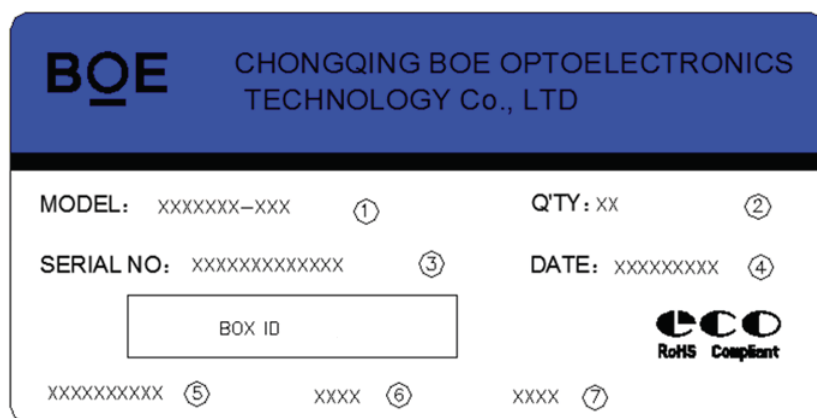 BOE
CHONGQING BOE OPTOELECTRONICS
TECHNOLOGY Co., LTD
MODEL: XXXXXXX-XXX ① Q'TY: XX ②
SERIAL NO: XXXXXXXXXXXXX ③ DATE: XXXXXXXXX ④
BOX ID
eco
RoHS Compliant
XXXXXXXXXX ⑤ XXXX ⑥ XXXX ⑦